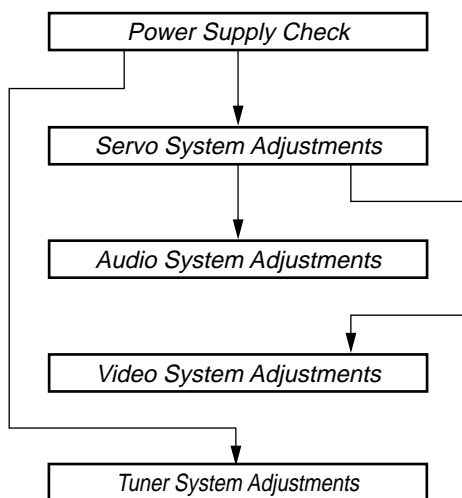 Power Supply Check
Servo System Adjustments
Audio System Adjustments
Video System Adjustments
Tuner System Adjustments